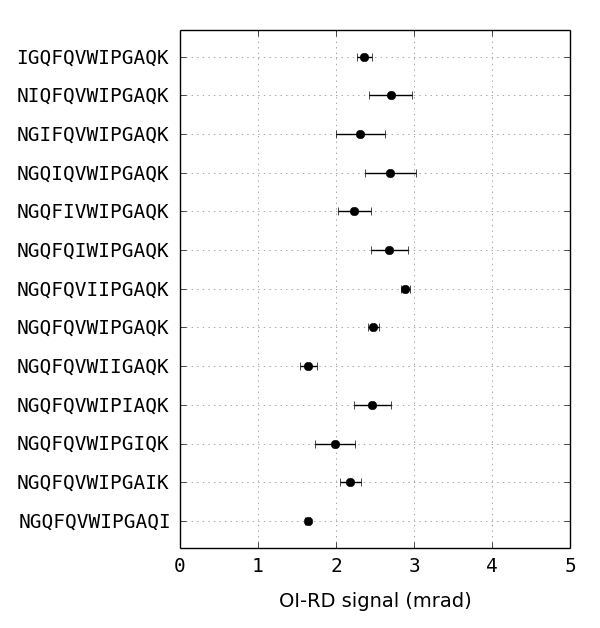 IGQFQVWIPGAQK
NIQFQVWIPGAQK
NGIFQVWIPGAQK
NGQIQVWIPGAQK
NGQFIVWIPGAQK
NGQFQIWIPGAQK
NGQFQVIIPGAQK
NGQFQVWIPGAQK
NGQFQVWIIGAQK
NGQFQVWIPIAQK
NGQFQVWIPGIQK
NGQFQVWIPGAIK
NGQFQVWIPGAQI
0 1 2 3 4 5
OI-RD signal (mrad)